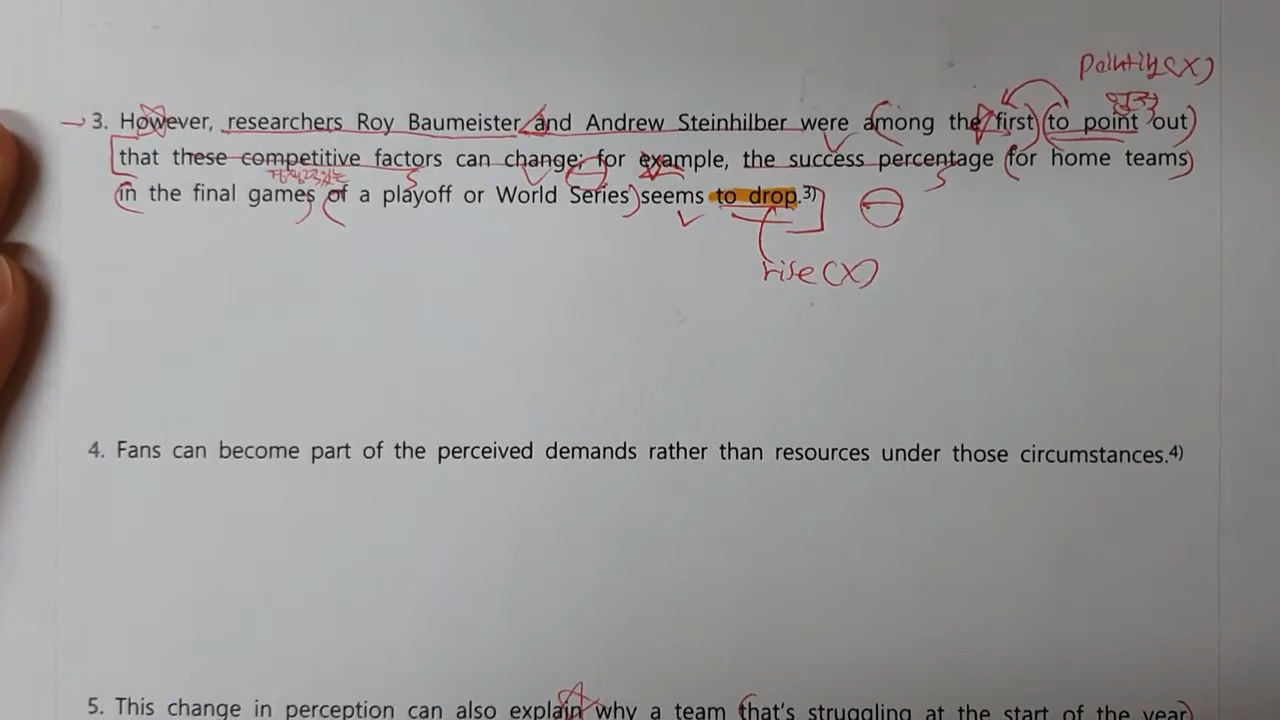 pointing(X)
→ 3. However, researchers Roy Baumeister and Andrew Steinhilber were among the first to point out
that these competitive factors can change; for example, the success percentage for home teams
in the final games of a playoff or World Series seems to drop.3)
rise(X)
4. Fans can become part of the perceived demands rather than resources under those circumstances.4)
5. This change in perception can also explain why a team that's struggling at the start of the year